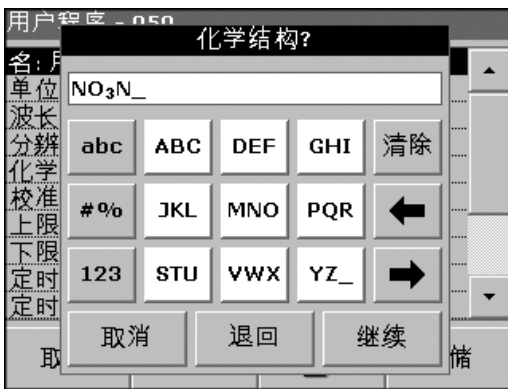 用户程序 - 050
化学结构?
名: 用
NO₃N_
单位
波长
分辨
化学
校准
上限
下限
定时
定时
abc ABC DEF GHI 清除
#% JKL MNO PQR ←
123 STU VWX YZ_ →
取消 退回 继续
取 储